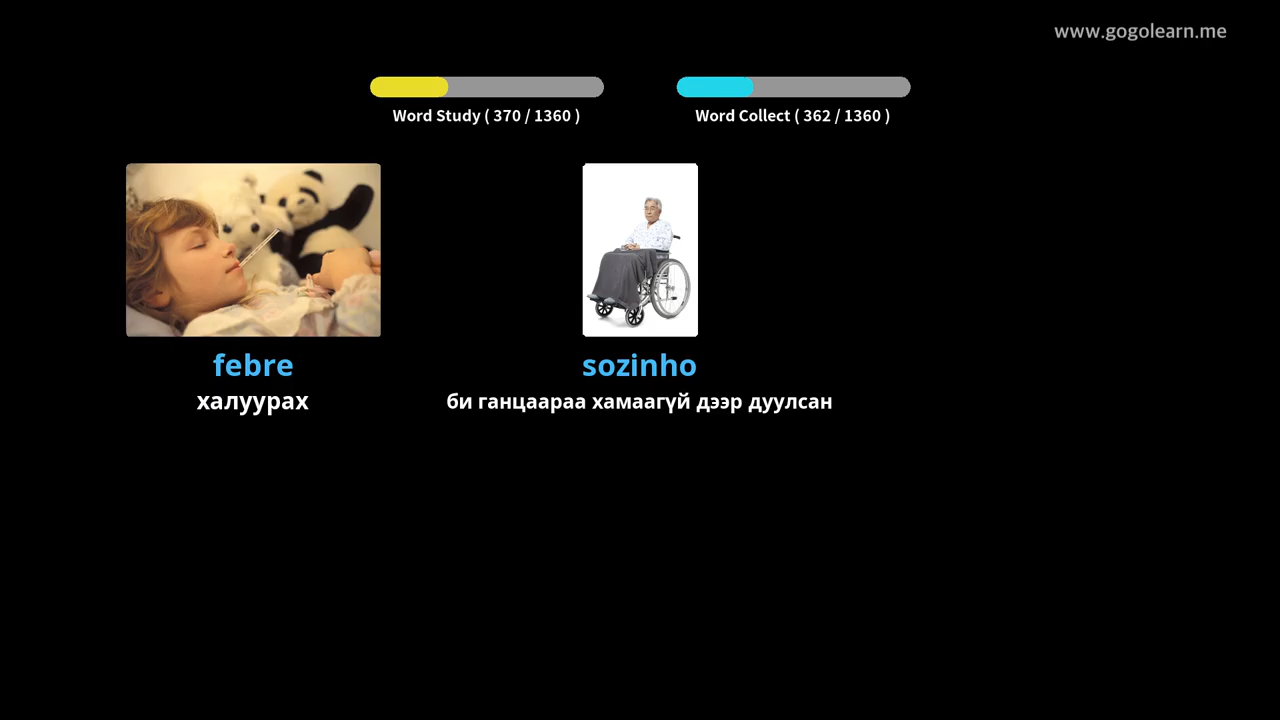 www.gogolearn.me
Word Study ( 370 / 1360 )
Word Collect ( 362 / 1360 )
febre
халуурах
sozinho
би ганцаараа хамаагүй дээр дуулсан